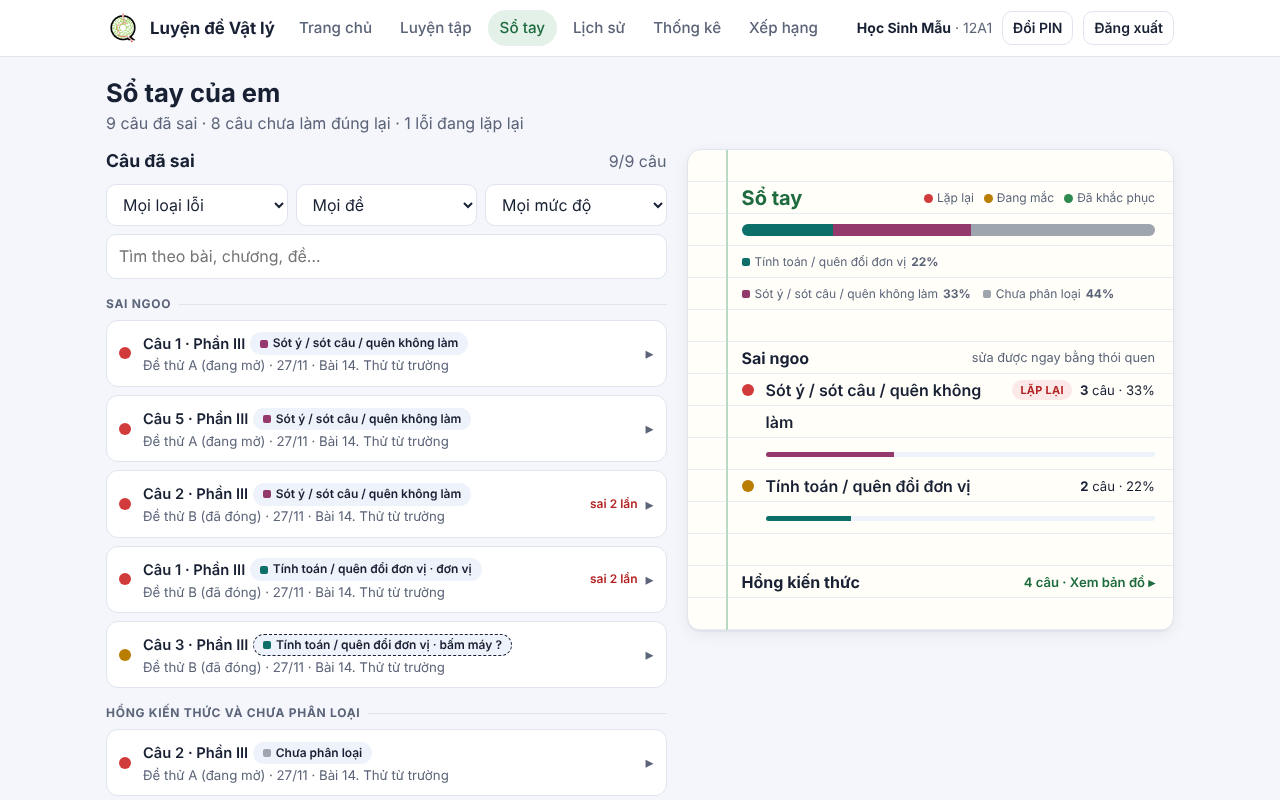 Luyện đề Vật lý
Trang chủ
Luyện tập
Sổ tay
Lịch sử
Thống kê
Xếp hạng
Học Sinh Mẫu · 12A1
Đổi PIN
Đăng xuất
Sổ tay của em
9 câu đã sai · 8 câu chưa làm đúng lại · 1 lỗi đang lặp lại
Câu đã sai
9/9 câu
Mọi loại lỗi
Mọi đề
Mọi mức độ
Tìm theo bài, chương, đề...
SAI NGOO
Câu 1 · Phần III Sót ý / sót câu / quên không làm
Đề thử A (đang mở) · 27/11 · Bài 14. Thử từ trường
Câu 5 · Phần III Sót ý / sót câu / quên không làm
Đề thử A (đang mở) · 27/11 · Bài 14. Thử từ trường
Câu 2 · Phần III Sót ý / sót câu / quên không làm
Đề thử B (đã đóng) · 27/11 · Bài 14. Thử từ trường
sai 2 lần
Câu 1 · Phần III Tính toán / quên đổi đơn vị · đơn vị
Đề thử B (đã đóng) · 27/11 · Bài 14. Thử từ trường
sai 2 lần
Câu 3 · Phần III Tính toán / quên đổi đơn vị · bấm máy ?
Đề thử B (đã đóng) · 27/11 · Bài 14. Thử từ trường
HỔNG KIẾN THỨC VÀ CHƯA PHÂN LOẠI
Câu 2 · Phần III Chưa phân loại
Đề thử A (đang mở) · 27/11 · Bài 14. Thử từ trường
Sổ tay
Lặp lại Đang mắc Đã khắc phục
Tính toán / quên đổi đơn vị 22%
Sót ý / sót câu / quên không làm 33% Chưa phân loại 44%
Sai ngoo
sửa được ngay bằng thói quen
Sót ý / sót câu / quên không
làm
LẶP LẠI
3 câu · 33%
Tính toán / quên đổi đơn vị
2 câu · 22%
Hổng kiến thức
4 câu · Xem bản đồ ▸